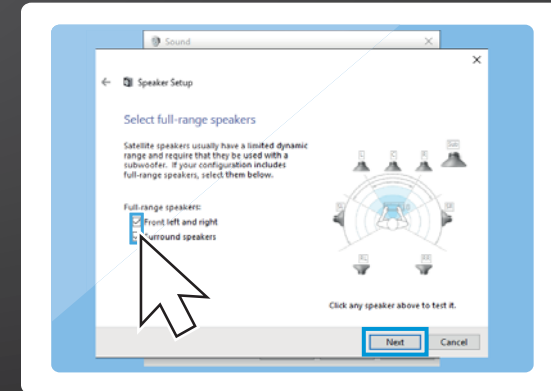 Sound
Speaker Setup
Select full-range speakers
Satellite speakers usually have a limited dynamic
range and require that they be used with a
subwoofer. If your configuration includes
full-range speakers, select them below.
Full-range speakers:
Front left and right
Surround speakers
L
C
R
Sub
Click any speaker above to test it.
Next
Cancel